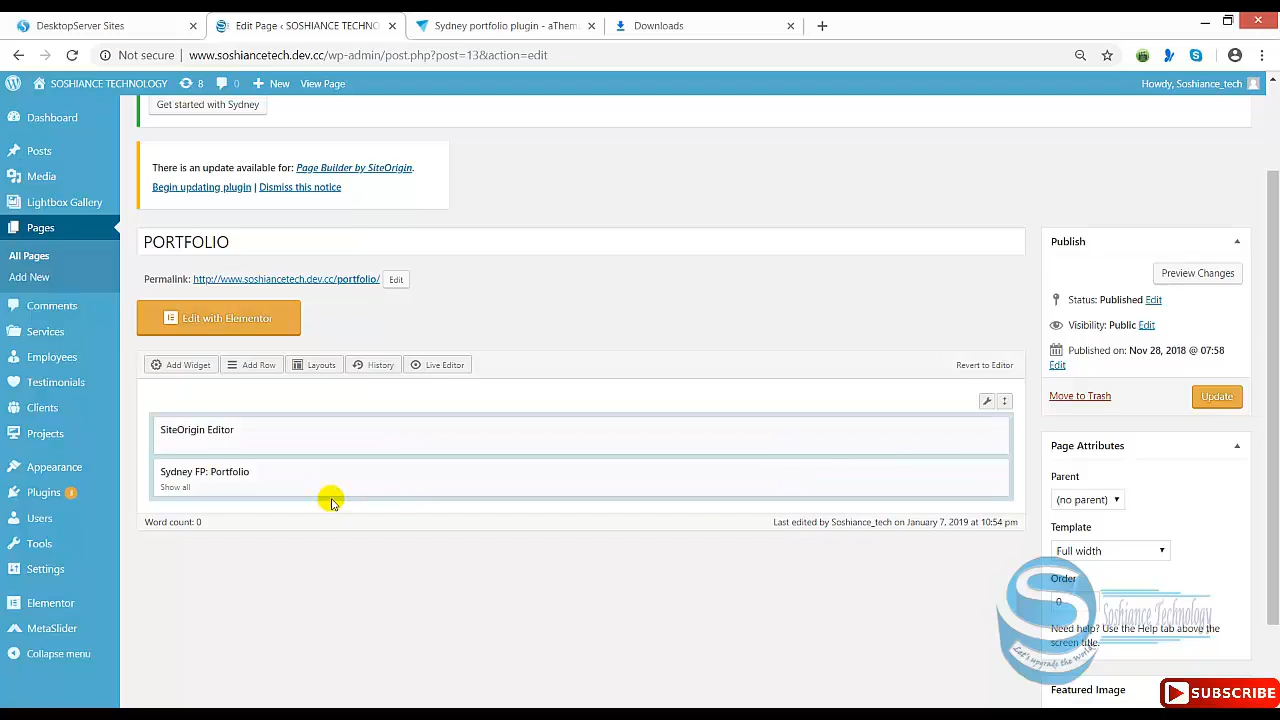 DesktopServer Sites
Edit Page ‹ SOSHIANCE TECHNO
Sydney portfolio plugin - aThem
Downloads
Not secure
www.soshiancetech.dev.cc/wp-admin/post.php?post=13&action=edit
SOSHIANCE TECHNOLOGY
8
0
New
View Page
Howdy, Soshiance_tech
Dashboard
Posts
Media
Lightbox Gallery
Pages
All Pages
Add New
Comments
Services
Employees
Testimonials
Clients
Projects
Appearance
Plugins
Users
Tools
Settings
Elementor
MetaSlider
Collapse menu
Get started with Sydney
There is an update available for: Page Builder by SiteOrigin.
Begin updating plugin | Dismiss this notice
PORTFOLIO
Permalink: http://www.soshiancetech.dev.cc/portfolio/
Edit
Edit with Elementor
Add Widget
Add Row
Layouts
History
Live Editor
Revert to Editor
SiteOrigin Editor
Sydney FP: Portfolio
Show all
Word count: 0
Last edited by Soshiance_tech on January 7, 2019 at 10:54 pm
Publish
Preview Changes
Status: Published Edit
Visibility: Public Edit
Published on: Nov 28, 2018 @ 07:58
Edit
Move to Trash
Update
Page Attributes
Parent
(no parent)
Template
Full width
Order
0
Need help? Use the Help tab above the
screen title.
Featured Image
Soshiance Technology
Let's upgrade the World
SUBSCRIBE